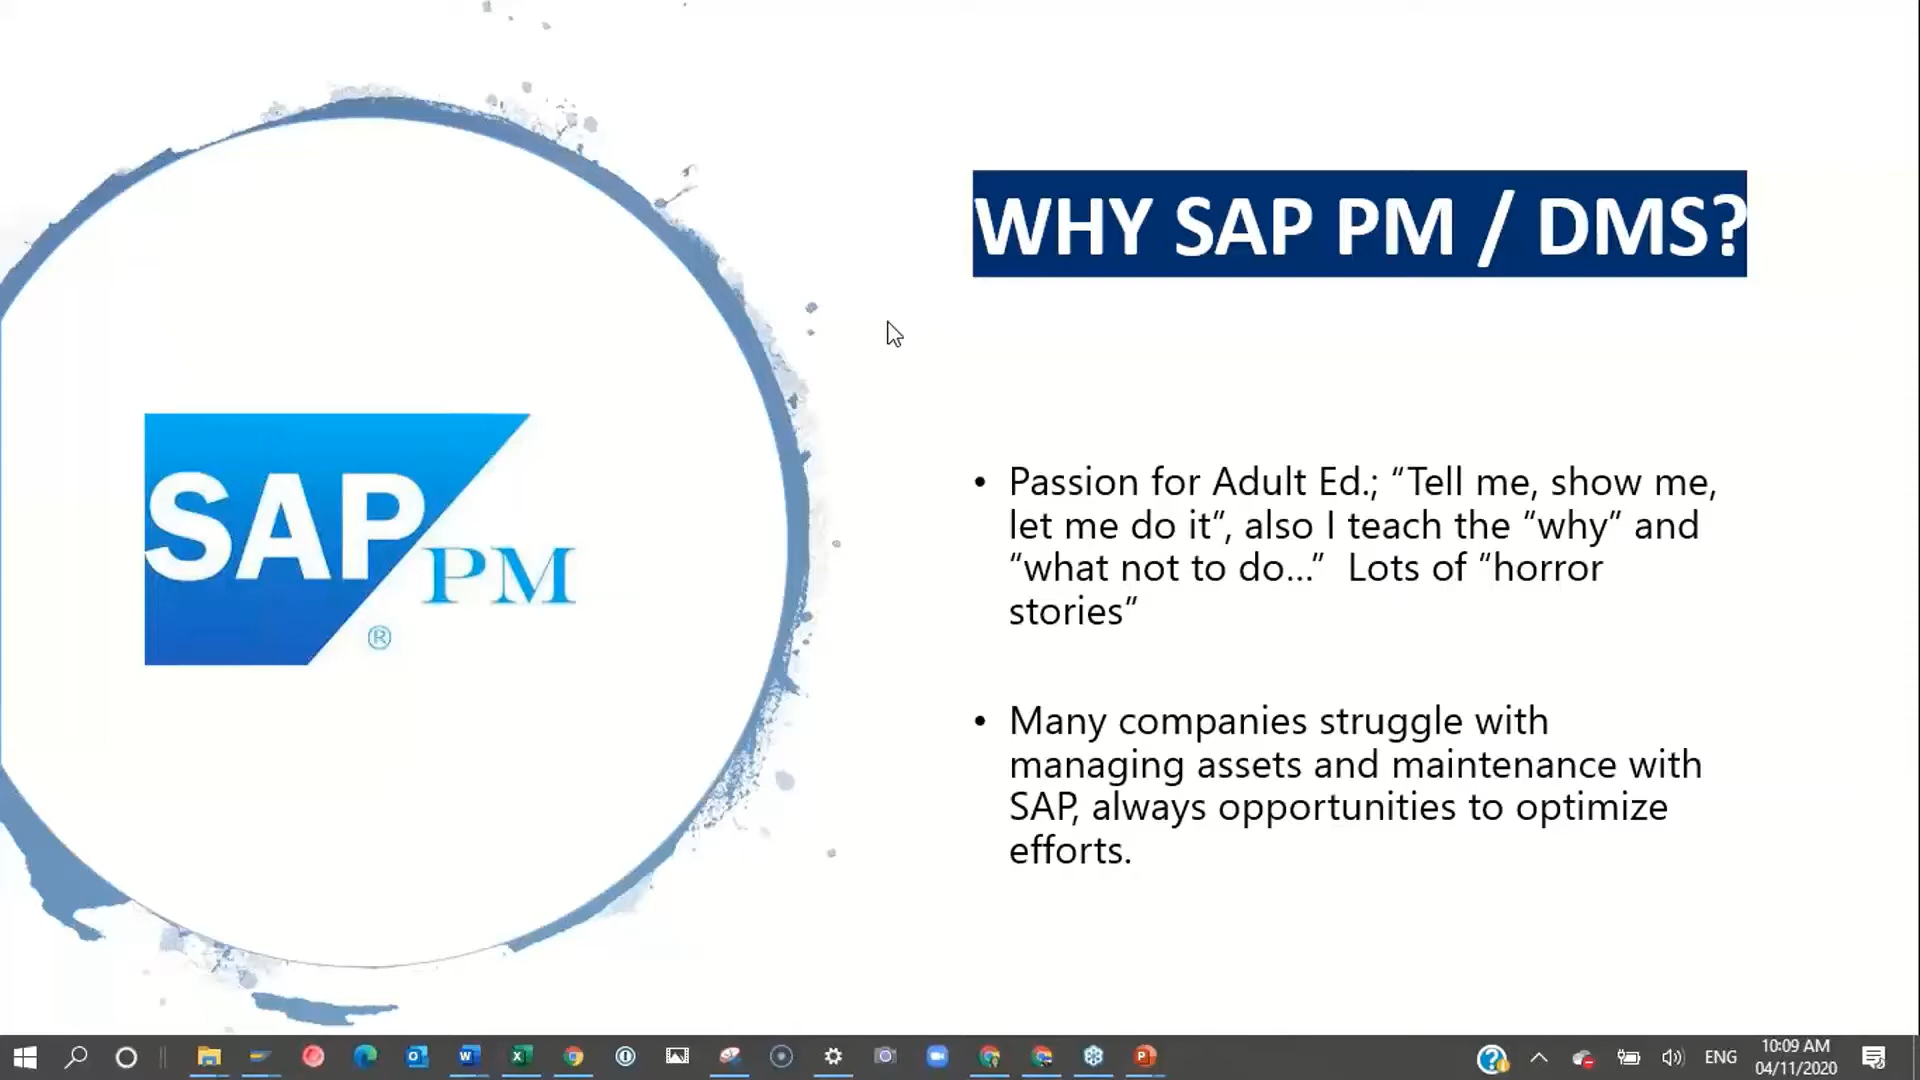 WHY SAP PM / DMS?
SAP
PM
®
• Passion for Adult Ed.; “Tell me, show me,
let me do it”, also I teach the “why” and
“what not to do...”  Lots of “horror
stories”
• Many companies struggle with
managing assets and maintenance with
SAP, always opportunities to optimize
efforts.
ENG
10:09 AM
04/11/2020